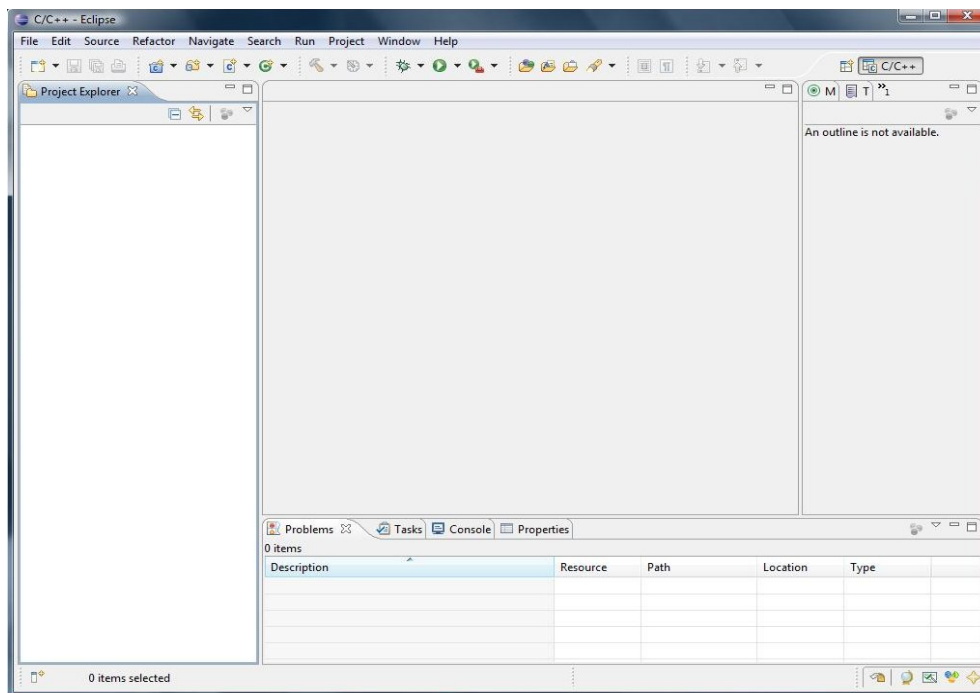 C/C++ - Eclipse
File Edit Source Refactor Navigate Search Run Project Window Help
C/C++
Project Explorer
M T »1
An outline is not available.
Problems Tasks Console Properties
0 items
Description Resource Path Location Type
0 items selected